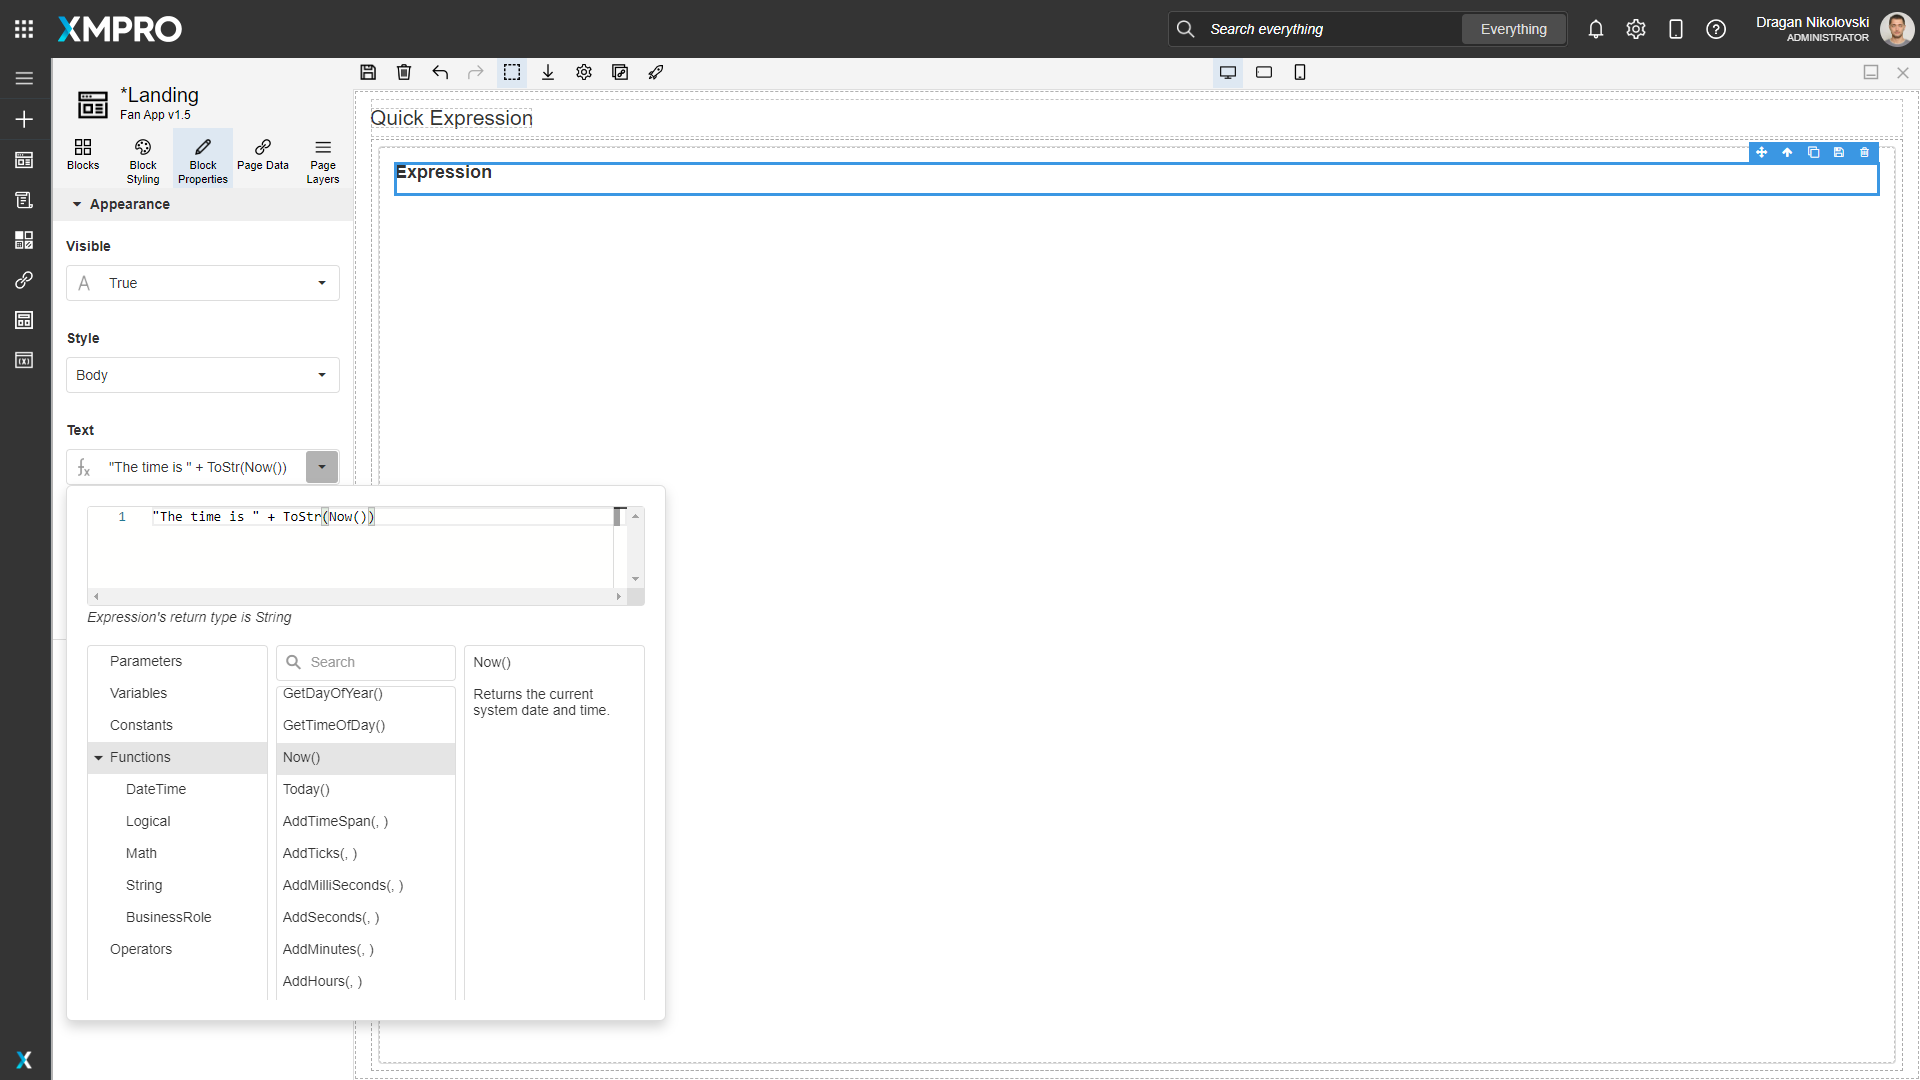 XMPRO
Search everything
Everything
Dragan Nikolovski
ADMINISTRATOR
*Landing
Fan App v1.5
Blocks
Block Styling
Block Properties
Page Data
Page Layers
Appearance
Visible
A True
Style
Body
Text
fx "The time is " + ToStr(Now())
1 "The time is " + ToStr(Now())
Expression's return type is String
Parameters
Variables
Constants
Functions
DateTime
Logical
Math
String
BusinessRole
Operators
Search
GetDayOfYear()
GetTimeOfDay()
Now()
Today()
AddTimeSpan(, )
AddTicks(, )
AddMilliSeconds(, )
AddSeconds(, )
AddMinutes(, )
AddHours(, )
Now()
Returns the current
system date and time.
Quick Expression
Expression